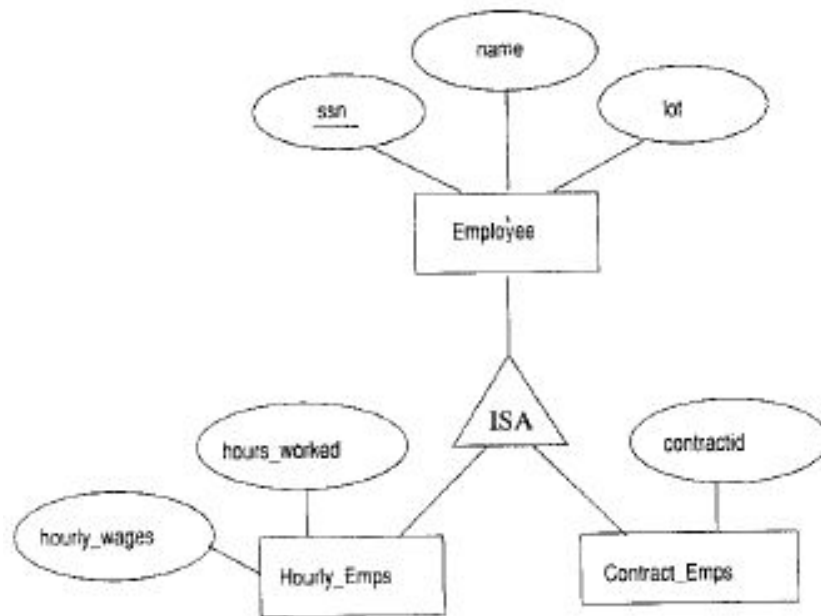 name
ssn
lot
Employee
ISA
hours_worked
contractid
hourly_wages
Hourly_Emps
Contract_Emps